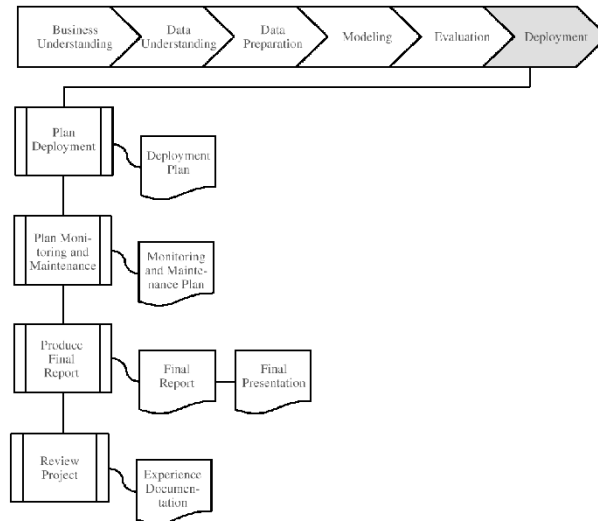 Business
Understanding
Data
Understanding
Data
Preparation
Modeling
Evaluation
Deployment
Plan
Deployment
Deployment
Plan
Plan Moni-
toring and
Maintenance
Monitoring
and Mainte-
nance Plan
Produce
Final
Report
Final
Report
Final
Presentation
Review
Project
Experience
Documen-
tation